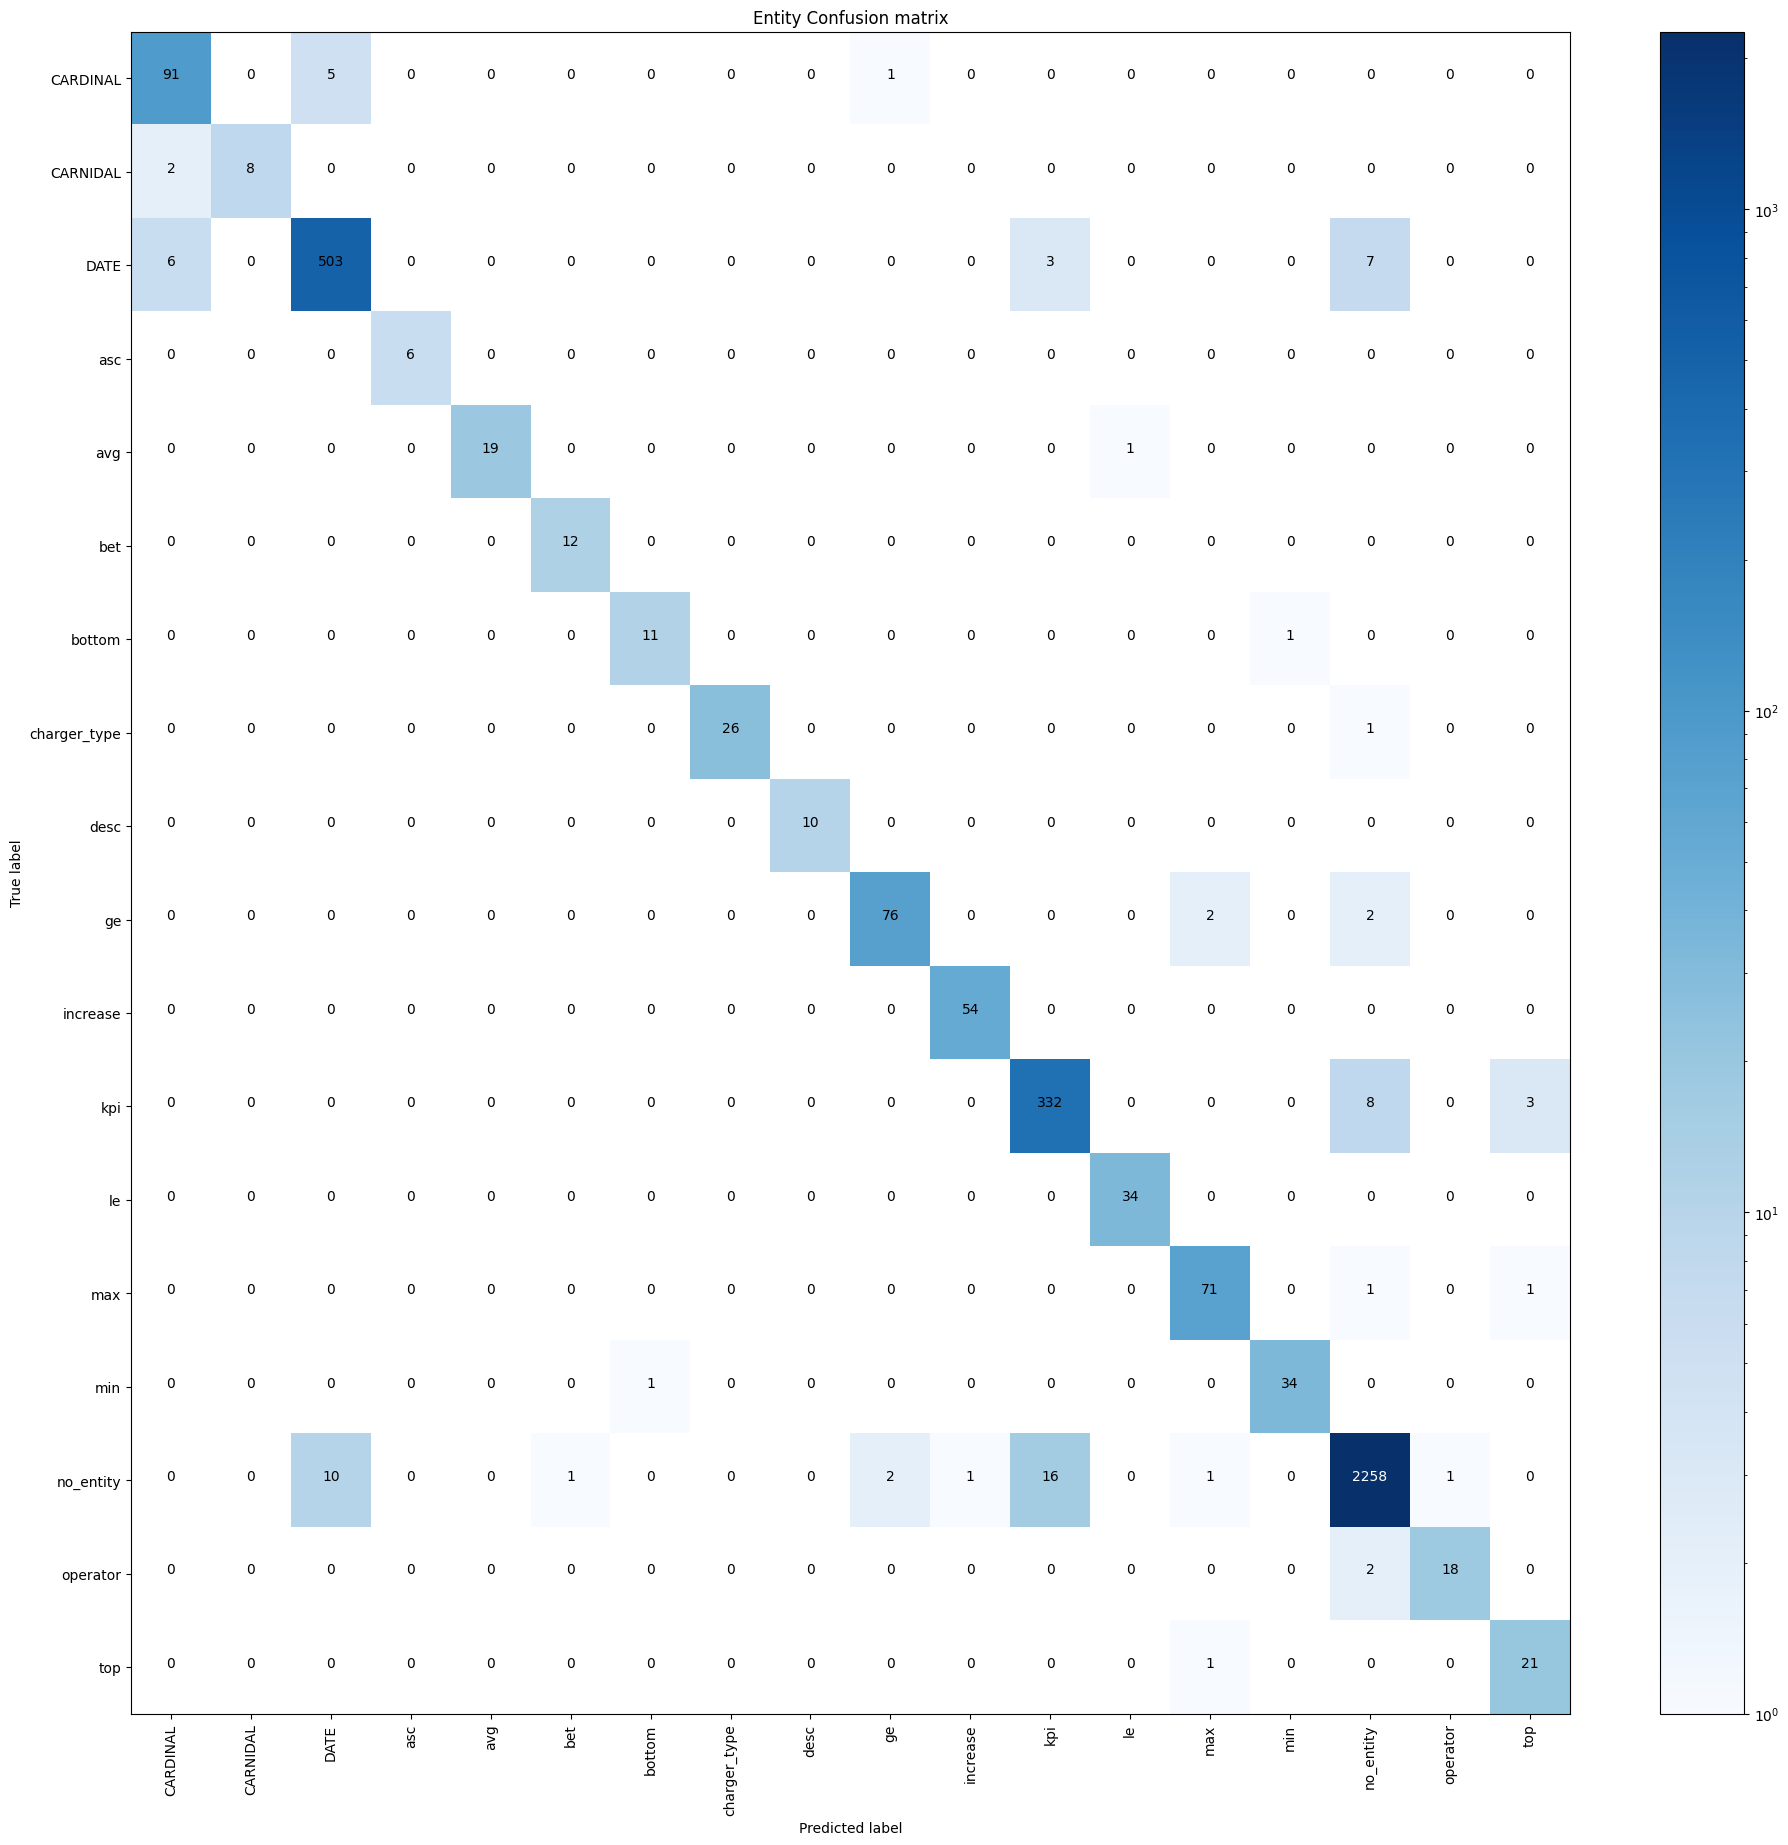 Entity Confusion matrix
CARDINAL 91 0 5 0 0 0 0 0 0 1 0 0 0 0 0 0 0 0
CARNIDAL 2 8 0 0 0 0 0 0 0 0 0 0 0 0 0 0 0 0
10³
DATE 6 0 503 0 0 0 0 0 0 0 0 3 0 0 0 7 0 0
asc 0 0 0 6 0 0 0 0 0 0 0 0 0 0 0 0 0 0
avg 0 0 0 0 19 0 0 0 0 0 0 0 1 0 0 0 0 0
bet 0 0 0 0 0 12 0 0 0 0 0 0 0 0 0 0 0 0
bottom 0 0 0 0 0 0 11 0 0 0 0 0 0 0 1 0 0 0
10²
charger_type 0 0 0 0 0 0 0 26 0 0 0 0 0 0 0 1 0 0
desc 0 0 0 0 0 0 0 0 10 0 0 0 0 0 0 0 0 0
True label
ge 0 0 0 0 0 0 0 0 0 76 0 0 0 2 0 2 0 0
increase 0 0 0 0 0 0 0 0 0 0 54 0 0 0 0 0 0 0
kpi 0 0 0 0 0 0 0 0 0 0 0 332 0 0 0 8 0 3
le 0 0 0 0 0 0 0 0 0 0 0 0 34 0 0 0 0 0
10¹
max 0 0 0 0 0 0 0 0 0 0 0 0 0 71 0 1 0 1
min 0 0 0 0 0 0 1 0 0 0 0 0 0 0 34 0 0 0
no_entity 0 0 10 0 0 1 0 0 0 2 1 16 0 1 0 2258 1 0
operator 0 0 0 0 0 0 0 0 0 0 0 0 0 0 0 2 18 0
top 0 0 0 0 0 0 0 0 0 0 0 0 0 1 0 0 0 21
10⁰
CARDINAL CARNIDAL DATE asc avg bet bottom charger_type desc ge increase kpi le max min no_entity operator top
Predicted label